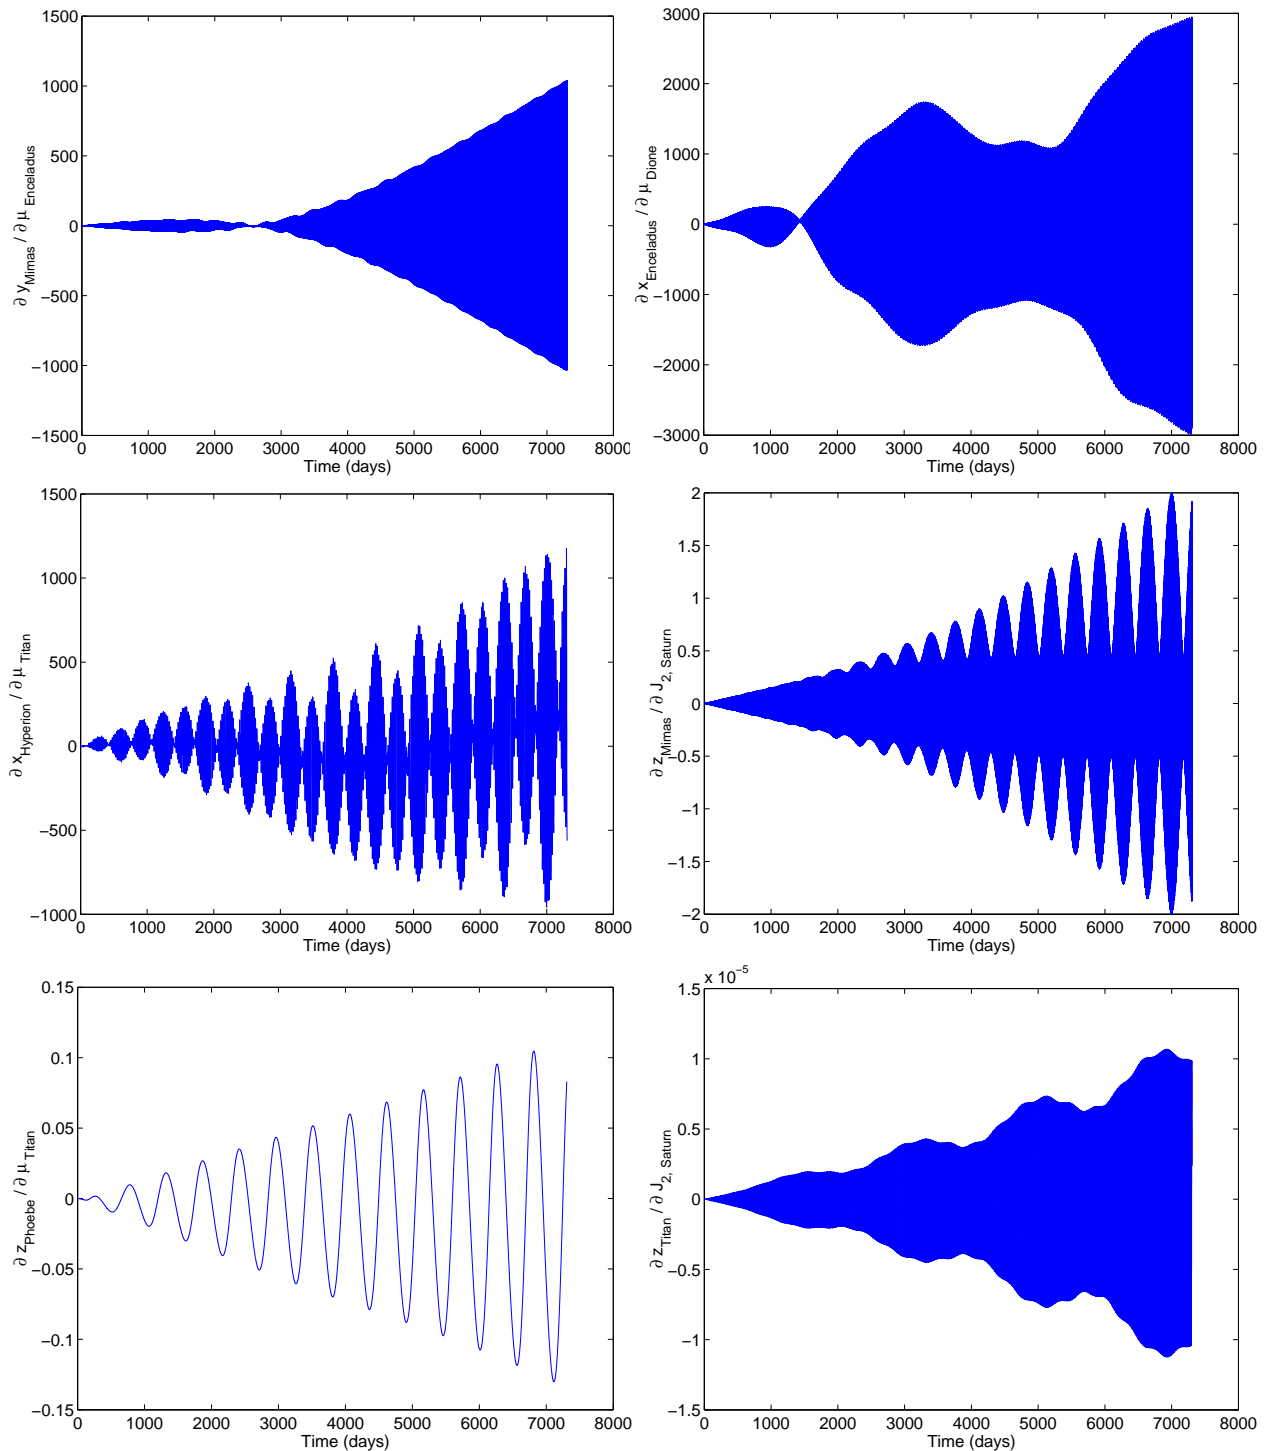 1500
1000
500
0
−500
−1000
−1500
0 1000 2000 3000 4000 5000 6000 7000 8000
Time (days)
∂ y_Mimas / ∂ μ_Enceladus
3000
2000
1000
0
−1000
−2000
−3000
0 1000 2000 3000 4000 5000 6000 7000 8000
Time (days)
∂ x_Enceladus / ∂ μ_Dione
1500
1000
500
0
−500
−1000
0 1000 2000 3000 4000 5000 6000 7000 8000
Time (days)
∂ x_Hyperion / ∂ μ_Titan
2
1.5
1
0.5
0
−0.5
−1
−1.5
−2
0 1000 2000 3000 4000 5000 6000 7000 8000
Time (days)
∂ z_Mimas / ∂ J_2, Saturn
0.15
0.1
0.05
0
−0.05
−0.1
−0.15
0 1000 2000 3000 4000 5000 6000 7000 8000
Time (days)
∂ z_Phoebe / ∂ μ_Titan
x 10^−5
1.5
1
0.5
0
−0.5
−1
−1.5
0 1000 2000 3000 4000 5000 6000 7000 8000
Time (days)
∂ z_Titan / ∂ J_2, Saturn